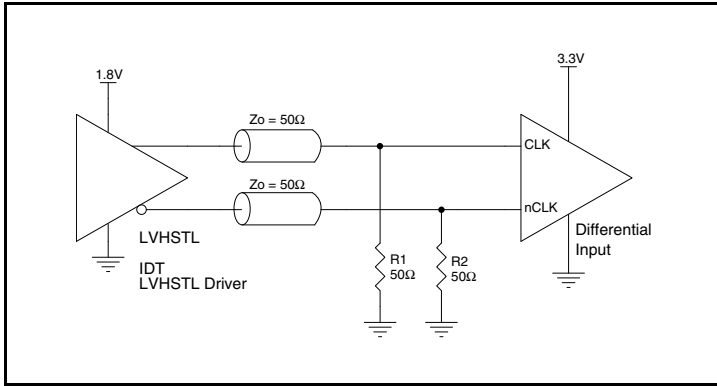 1.8V
3.3V
Zo = 50Ω
CLK
Zo = 50Ω
nCLK
LVHSTL
IDT
LVHSTL Driver
R1
50Ω
R2
50Ω
Differential
Input